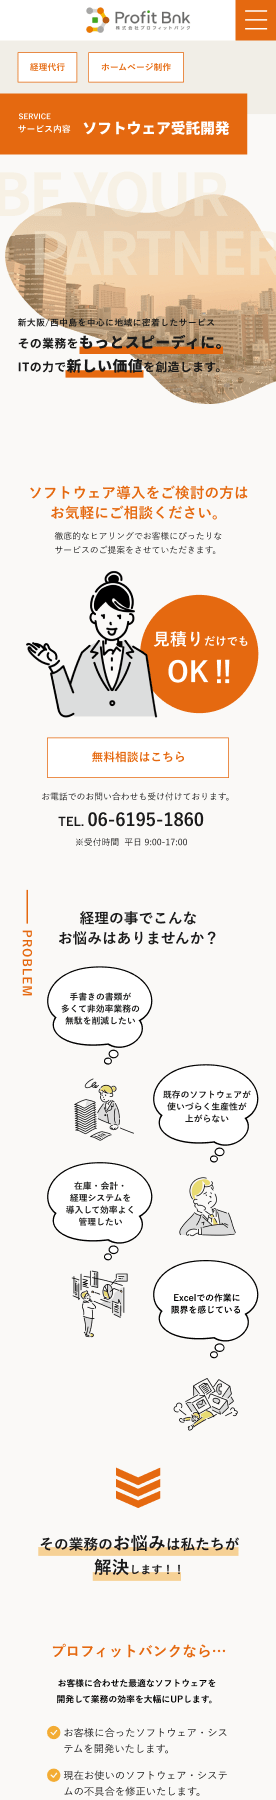 Profit Bnk
株式会社プロフィットバンク
経理代行
ホームページ制作
SERVICE
サービス内容 ソフトウェア受託開発
BE YOUR
PARTNER
新大阪/西中島を中心に地域に密着したサービス
その業務をもっとスピーディに。
ITの力で新しい価値を創造します。
ソフトウェア導入をご検討の方は
お気軽にご相談ください。
徹底的なヒアリングでお客様にぴったりな
サービスのご提案をさせていただきます。
見積りだけでも
OK !!
無料相談はこちら
お電話でのお問い合わせも受け付けております。
TEL. 06-6195-1860
※受付時間 平日 9:00-17:00
PROBLEM
経理の事でこんな
お悩みはありませんか？
手書きの書類が
多くて非効率業務の
無駄を削減したい
既存のソフトウェアが
使いづらく生産性が
上がらない
在庫・会計・
経理システムを
導入して効率よく
管理したい
Excelでの作業に
限界を感じている
その業務のお悩みは私たちが
解決します！！
プロフィットバンクなら…
お客様に合わせた最適なソフトウェアを
開発して業務の効率を大幅にUPします。
お客様に合ったソフトウェア・シス
テムを開発いたします。
現在お使いのソフトウェア・システ
ムの不具合を修正いたします。